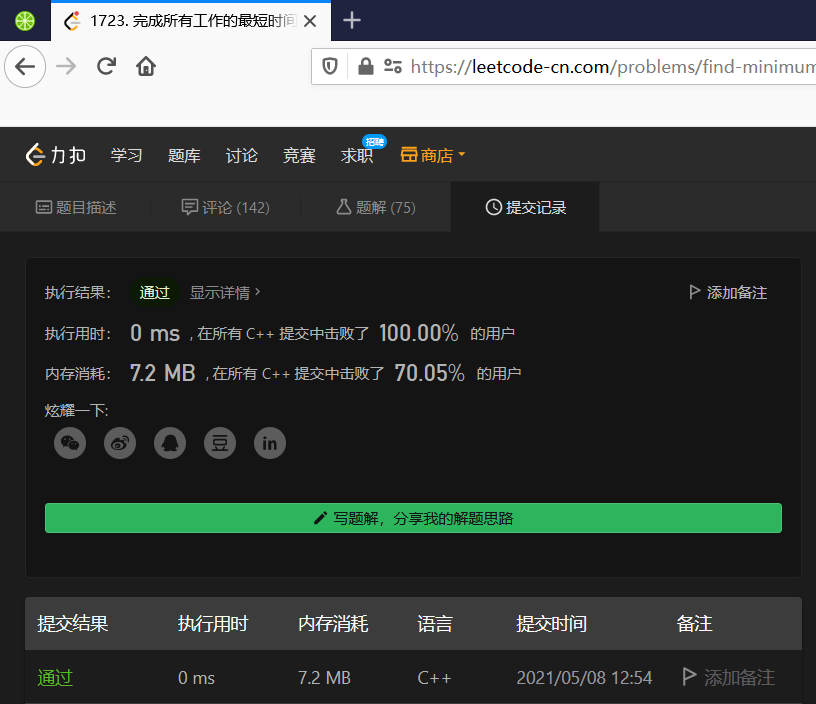 1723. 完成所有工作的最短时间
https://leetcode-cn.com/problems/find-minimum
力扣 学习 题库 讨论 竞赛 求职 招聘 商店
题目描述 评论 (142) 题解 (75) 提交记录
执行结果： 通过 显示详情 > 添加备注
执行用时： 0 ms , 在所有 C++ 提交中击败了 100.00% 的用户
内存消耗： 7.2 MB , 在所有 C++ 提交中击败了 70.05% 的用户
炫耀一下:
豆 in
写题解，分享我的解题思路
提交结果 执行用时 内存消耗 语言 提交时间 备注
通过 0 ms 7.2 MB C++ 2021/05/08 12:54 添加备注